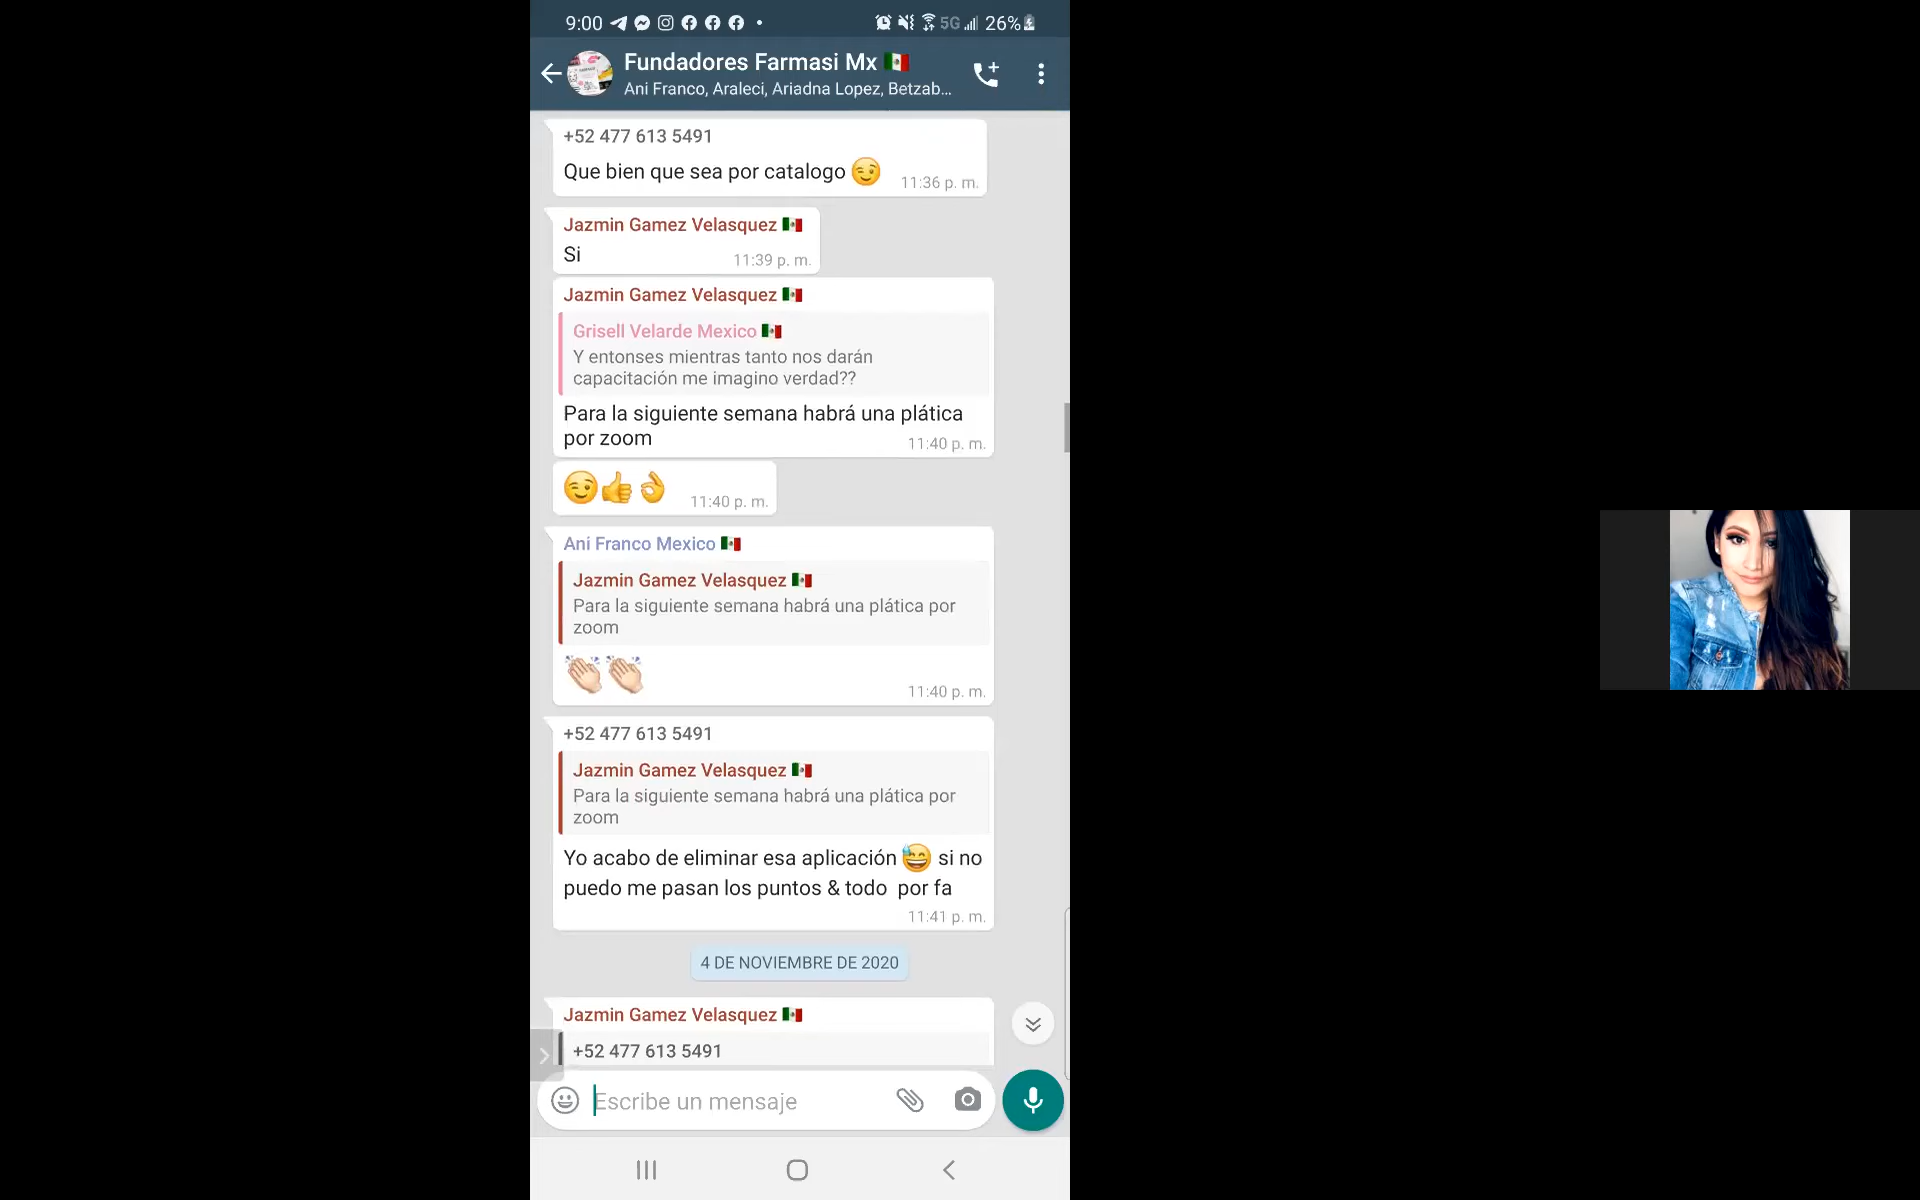 9:00
5G
26%
Fundadores Farmasi Mx 🇲🇽
Ani Franco, Araleci, Ariadna Lopez, Betzab...
+52 477 613 5491
Que bien que sea por catalogo 😉
11:36 p. m.
Jazmin Gamez Velasquez 🇲🇽
Si
11:39 p. m.
Jazmin Gamez Velasquez 🇲🇽
Grisell Velarde Mexico 🇲🇽
Y entonses mientras tanto nos darán
capacitación me imagino verdad??
Para la siguiente semana habrá una plática
por zoom
11:40 p. m.
😉👍👌
11:40 p. m.
Ani Franco Mexico 🇲🇽
Jazmin Gamez Velasquez 🇲🇽
Para la siguiente semana habrá una plática por
zoom
👏🏻👏🏻
11:40 p. m.
+52 477 613 5491
Jazmin Gamez Velasquez 🇲🇽
Para la siguiente semana habrá una plática por
zoom
Yo acabo de eliminar esa aplicación 😅 si no
puedo me pasan los puntos & todo  por fa
11:41 p. m.
4 DE NOVIEMBRE DE 2020
Jazmin Gamez Velasquez 🇲🇽
+52 477 613 5491
Escribe un mensaje